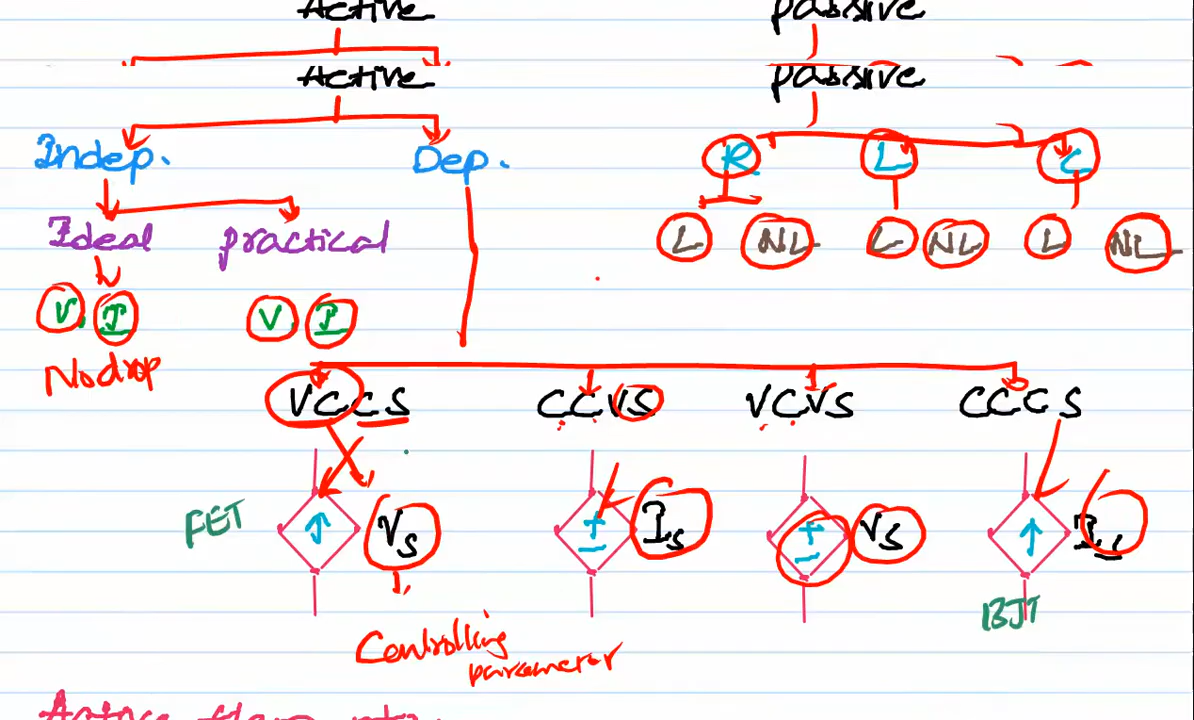 Active passive
Active passive
Indep. Dep. R L C
Ideal practical L NL L NL L NL
V I V I
No drop
VCCS CCVS VCVS CCCS
FET ↑ Vs + - Is + - Vs ↑ Is
BJT
Controlling
parameter